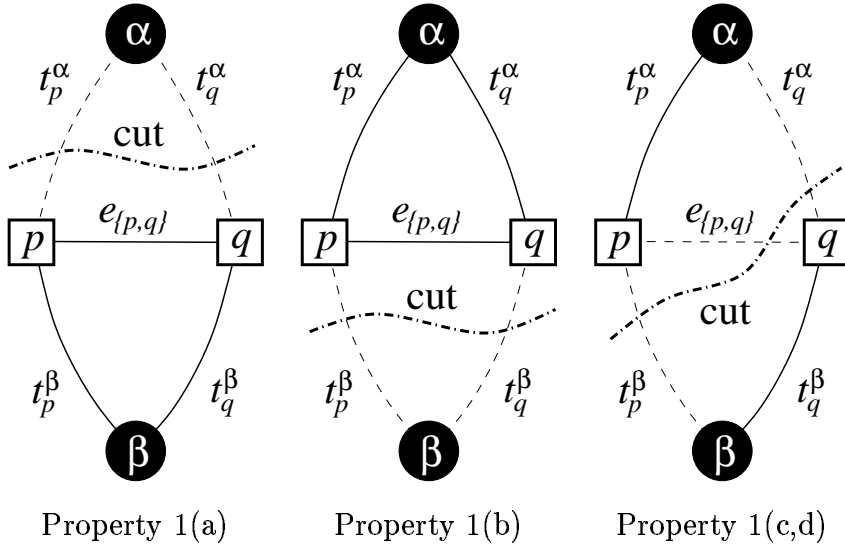 α α α
t_p^α t_q^α t_p^α t_q^α t_p^α t_q^α
cut
p e_{p,q} q p e_{p,q} q p e_{p,q} q
cut cut
t_p^β t_q^β t_p^β t_q^β t_p^β t_q^β
β β β
Property 1(a) Property 1(b) Property 1(c,d)